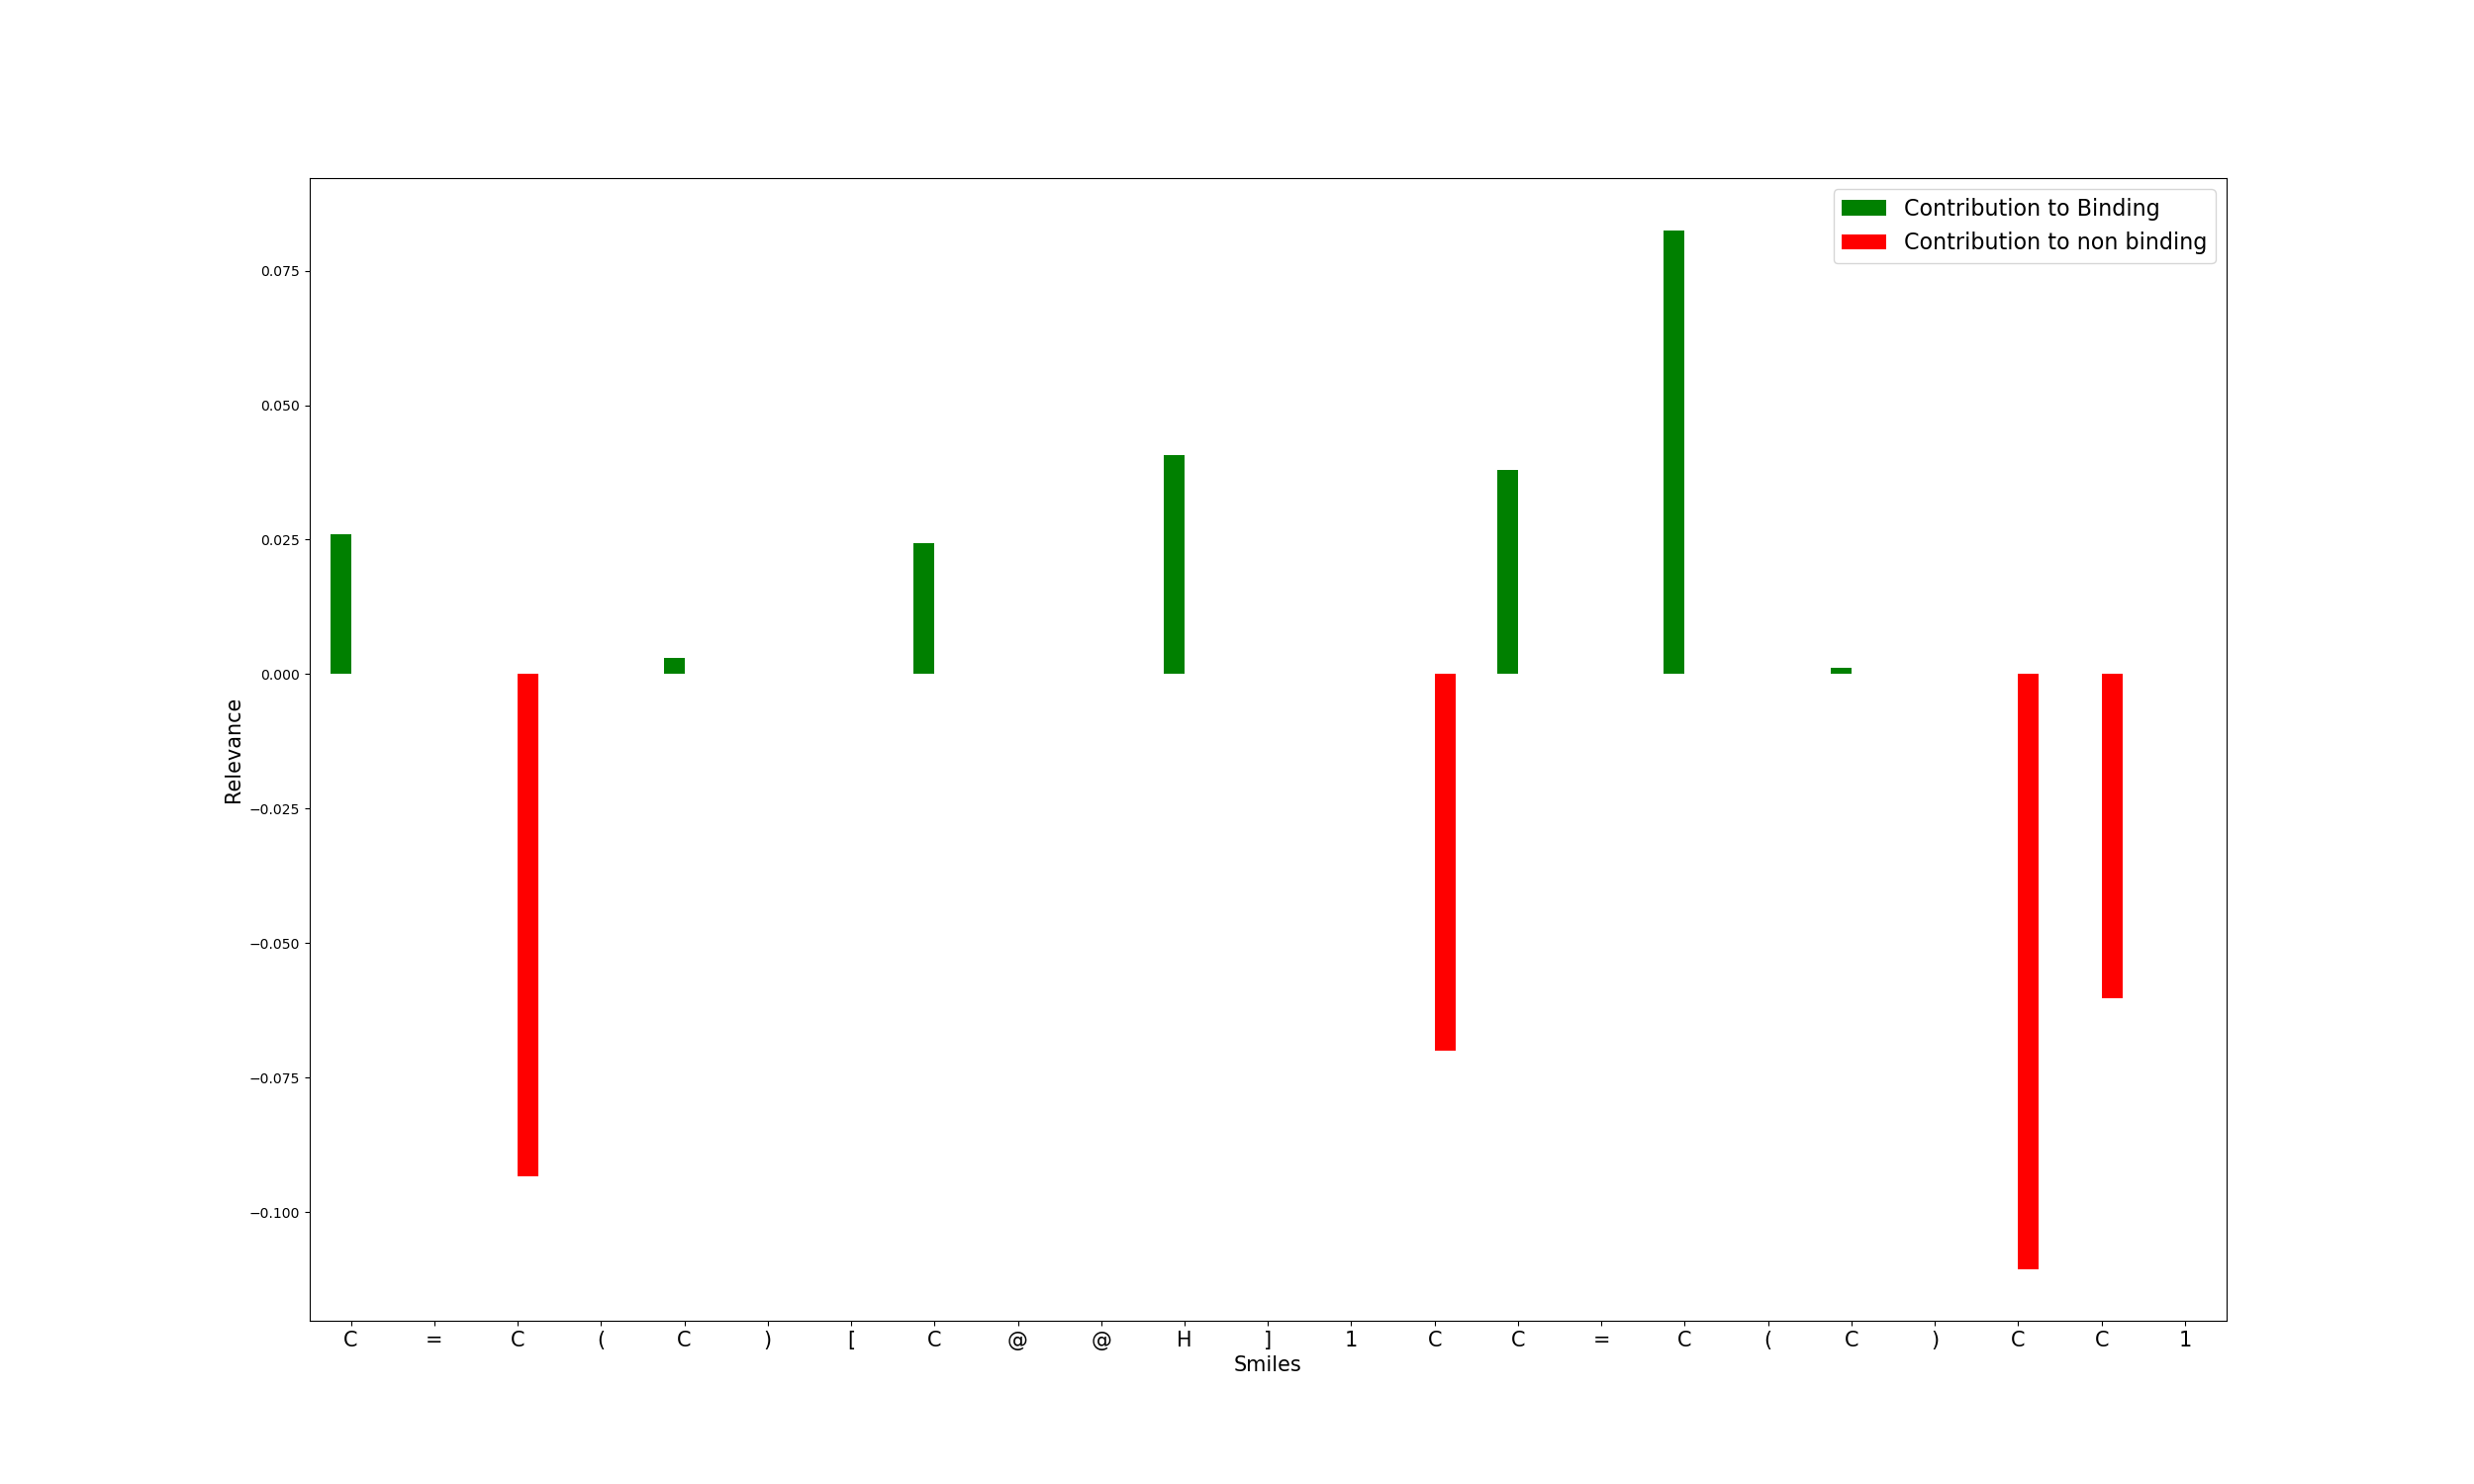 Contribution to Binding
Contribution to non binding
0.075
0.050
0.025
0.000
−0.025
−0.050
−0.075
−0.100
Relevance
C = C ( C ) [ C @ @ H ] 1 C C = C ( C ) C C 1
Smiles